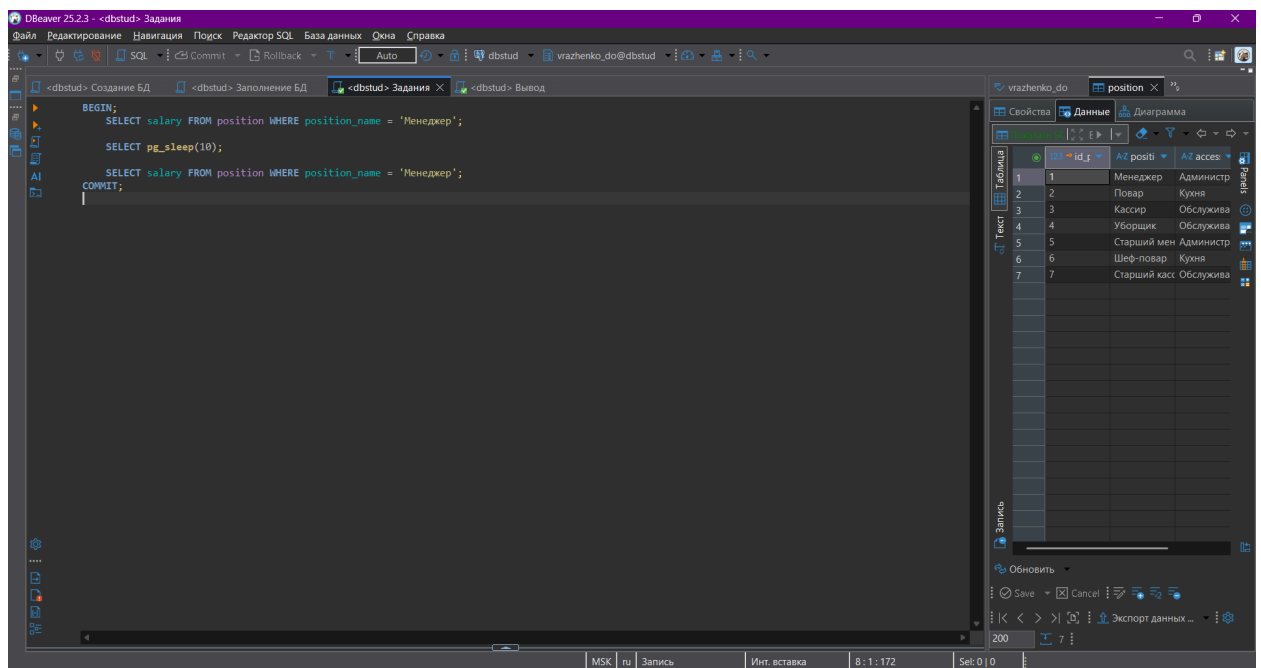 DBeaver 25.2.3 - <dbstud> Задания
Файл Редактирование Навигация Поиск Редактор SQL База данных Окна Справка
SQL Commit Rollback T Auto dbstud vrazhenko_do@dbstud
<dbstud> Создание БД <dbstud> Заполнение БД <dbstud> Задания <dbstud> Вывод
BEGIN;
SELECT salary FROM position WHERE position_name = 'Менеджер';
SELECT pg_sleep(10);
SELECT salary FROM position WHERE position_name = 'Менеджер';
COMMIT;
AI
vrazhenko_do position
Свойства Данные Диаграмма
Таблица
Текст
Запись
Panels
123 id_ A-Z positi A-Z acces
1 1 Менеджер Администр
2 2 Повар Кухня
3 3 Кассир Обслужива
4 4 Уборщик Обслужива
5 5 Старший мен Администр
6 6 Шеф-повар Кухня
7 7 Старший касс Обслужива
Обновить
Save Cancel
Экспорт данных ...
200 7
MSK ru Запись Инт. вставка 8 : 1 : 172 Sel: 0 | 0